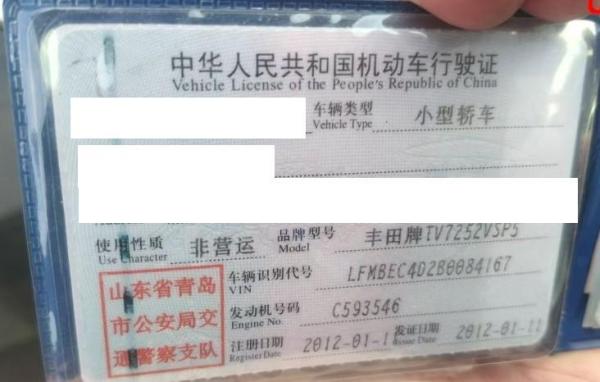 中华人民共和国机动车行驶证
Vehicle License of the People's Republic of China
车辆类型 小型轿车
Vehicle Type
使用性质 非营运 品牌型号 丰田牌TV7252VSP5
Use Character Model
车辆识别代号 LFMBEC4D2B0084167
VIN
发动机号码 C593546
Engine No.
注册日期 2012-01-1 发证日期 2012-01-11
Register Date Issue Date
山东省青岛
市公安局交
通警察支队